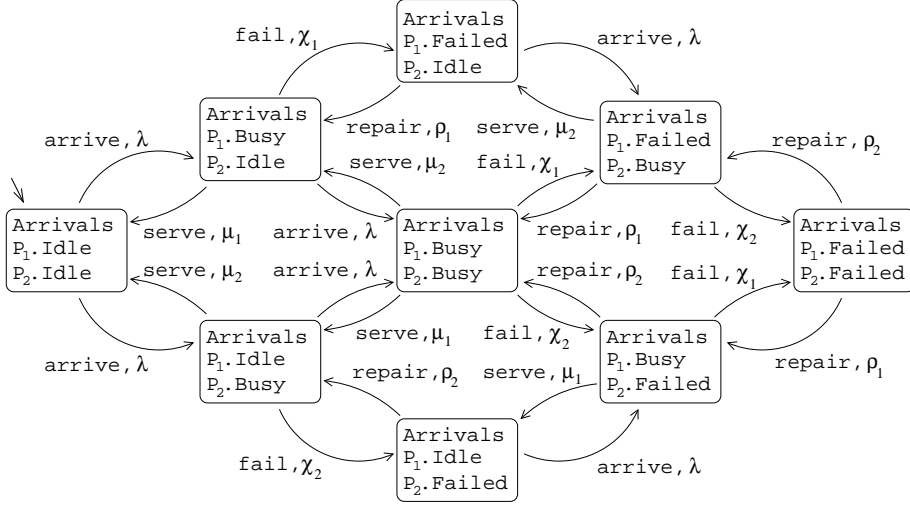 Arrivals
P₁.Failed
P₂.Idle
fail,χ₁
arrive,λ
Arrivals
P₁.Busy
P₂.Idle
repair,ρ₁
serve,μ₂
Arrivals
P₁.Failed
P₂.Busy
arrive,λ
repair,ρ₂
serve,μ₂
fail,χ₁
Arrivals
P₁.Idle
P₂.Idle
serve,μ₁
arrive,λ
Arrivals
P₁.Busy
P₂.Busy
repair,ρ₁
fail,χ₂
Arrivals
P₁.Failed
P₂.Failed
serve,μ₂
arrive,λ
repair,ρ₂
fail,χ₁
arrive,λ
Arrivals
P₁.Idle
P₂.Busy
serve,μ₁
fail,χ₂
Arrivals
P₁.Busy
P₂.Failed
repair,ρ₁
repair,ρ₂
serve,μ₁
fail,χ₂
Arrivals
P₁.Idle
P₂.Failed
arrive,λ